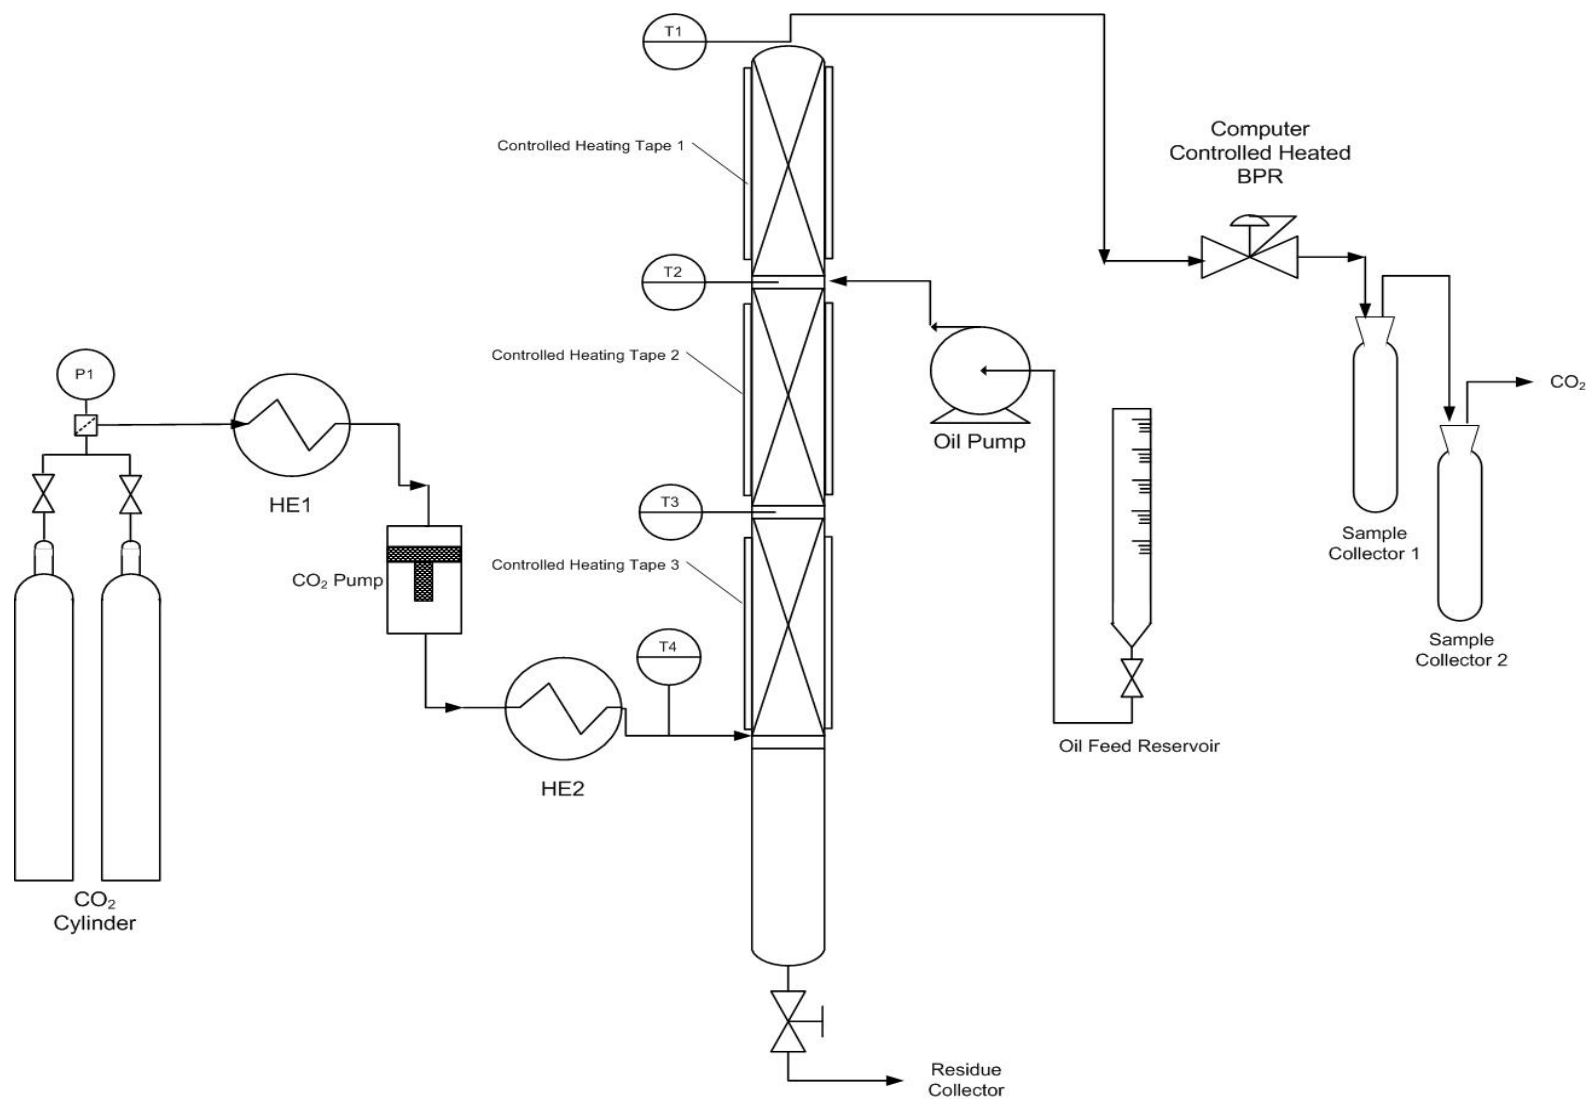 T1
Computer
Controlled Heated
BPR
Controlled Heating Tape 1
T2
Controlled Heating Tape 2
P1
CO₂
Oil Pump
HE1
T3
Sample
Collector 1
Controlled Heating Tape 3
CO₂ Pump
T4
Sample
Collector 2
Oil Feed Reservoir
HE2
CO₂
Cylinder
Residue
Collector